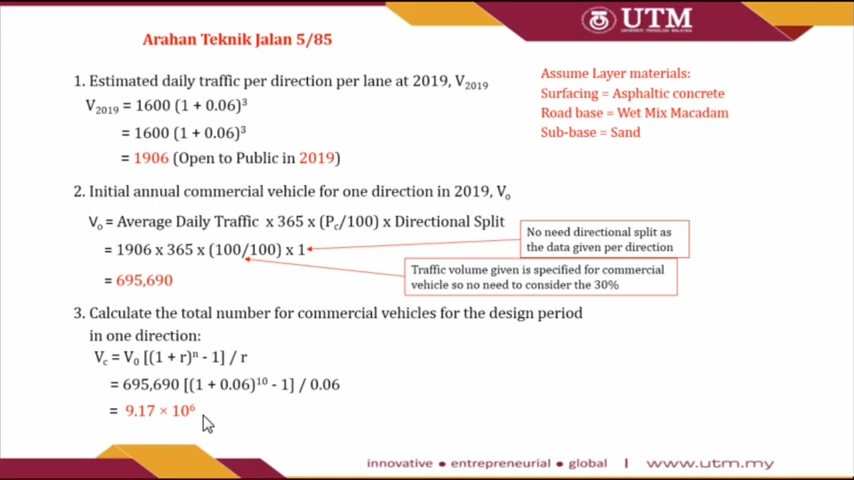 UTM
UNIVERSITI TEKNOLOGI MALAYSIA
Arahan Teknik Jalan 5/85
1. Estimated daily traffic per direction per lane at 2019, V₂₀₁₉
V₂₀₁₉ = 1600 (1 + 0.06)³
= 1600 (1 + 0.06)³
= 1906 (Open to Public in 2019)
Assume Layer materials:
Surfacing = Asphaltic concrete
Road base = Wet Mix Macadam
Sub-base = Sand
2. Initial annual commercial vehicle for one direction in 2019, Vₒ
Vₒ = Average Daily Traffic x 365 x (P꜀/100) x Directional Split
= 1906 x 365 x (100/100) x 1
= 695,690
No need directional split as
the data given per direction
Traffic volume given is specified for commercial
vehicle so no need to consider the 30%
3. Calculate the total number for commercial vehicles for the design period
in one direction:
V꜀ = V₀ [(1 + r)ⁿ - 1] / r
= 695,690 [(1 + 0.06)¹⁰ - 1] / 0.06
= 9.17 × 10⁶
innovative ● entrepreneurial ● global | www.utm.my